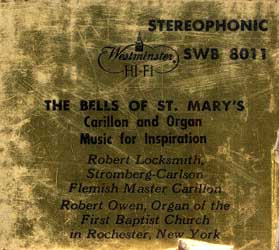 STEREOPHONIC
Westminster SWB 8011
HI-FI
THE BELLS OF ST. MARY'S
Carillon and Organ
Music for Inspiration
Robert Locksmith,
Stromberg-Carlson
Flemish Master Carillon
Robert Owen, Organ of the
First Baptist Church
in Rochester, New York